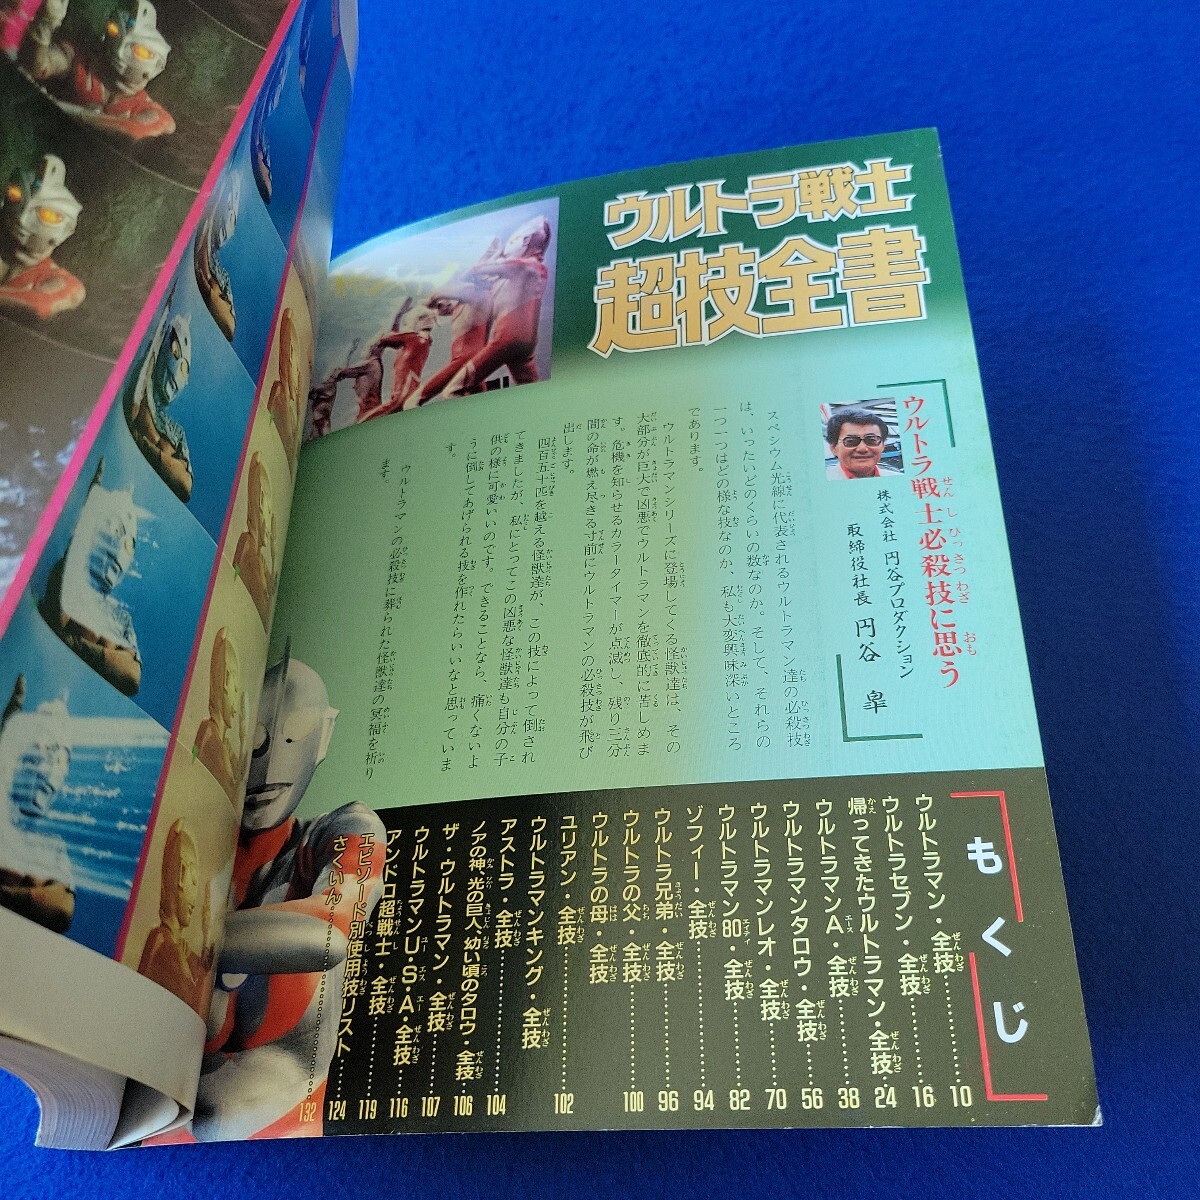 ウルトラ戦士
超技全書
ウルトラ戦士必殺技に思う
株式会社 円谷プロダクション
取締役社長 円谷 皐
スペシウム光線に代表されるウルトラマン達の必殺技
は、いったいどのくらいの数なのか。そして、それらの
一つ一つはどの様な技なのか、私も大変興味深いところ
であります。
ウルトラマンシリーズに登場してくる怪獣達は、その
大部分が巨大で凶悪でウルトラマンを徹底的に苦しめま
す。危機を知らせるカラータイマーが点滅し、残り三分
間の命が燃え尽きる寸前にウルトラマンの必殺技が飛び
出します。
四百五十匹を越える怪獣達が、この技によって倒され
てきましたが、私にとってこの凶悪な怪獣達も自分の子
供の様に可愛いいのです。できることなら、痛くないよ
うに倒してあげられる技を作れたらいいなと思っていま
す。
ウルトラマンの必殺技に葬られた怪獣達の冥福を祈り
ます。
もくじ
ウルトラマン・全技……10
ウルトラセブン・全技……16
帰ってきたウルトラマン・全技……24
ウルトラマンA・全技……38
ウルトラマンタロウ・全技……56
ウルトラマンレオ・全技……70
ウルトラマン80・全技……82
ゾフィー・全技……94
ウルトラ兄弟・全技……96
ウルトラの父・全技……100
ウルトラの母・全技
ユリアン・全技……102
ウルトラマンキング・全技
アストラ・全技……104
ノアの神、光の巨人、幼い頃のタロウ・全技……106
ザ・ウルトラマン・全技……107
ウルトラマンU・S・A・全技……116
アンドロ超戦士・全技……119
エピソード別使用技リスト……124
さくいん……132